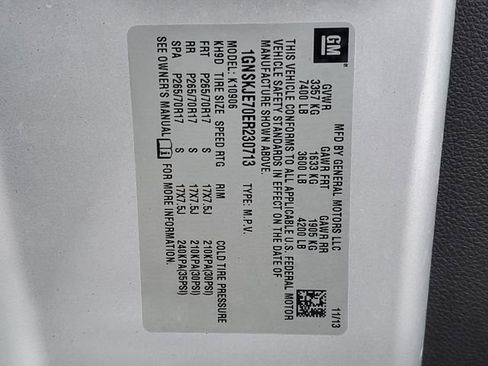 GM
MFD BY GENERAL MOTORS LLC 11/13
GVWR GAWR FRT GAWR RR
3357 KG 1633 KG 1905 KG
7400 LB 3600 LB 4200 LB
THIS VEHICLE CONFORMS TO ALL APPLICABLE U.S. FEDERAL MOTOR
VEHICLE SAFETY STANDARDS IN EFFECT ON THE DATE OF
MANUFACTURE SHOWN ABOVE.
1GNSKJE70ER230713 TYPE: M.P.V.
MODEL: K10906
KH9D TIRE SIZE SPEED RTG RIM COLD TIRE PRESSURE
FRT P265/70R17 S 17X7.5J 210KPA(30PSI)
RR P265/70R17 S 17X7.5J 210KPA(30PSI)
SPA P265/70R17 S 17X7.5J 240KPA(35PSI)
SEE OWNER'S MANUAL FOR MORE INFORMATION.